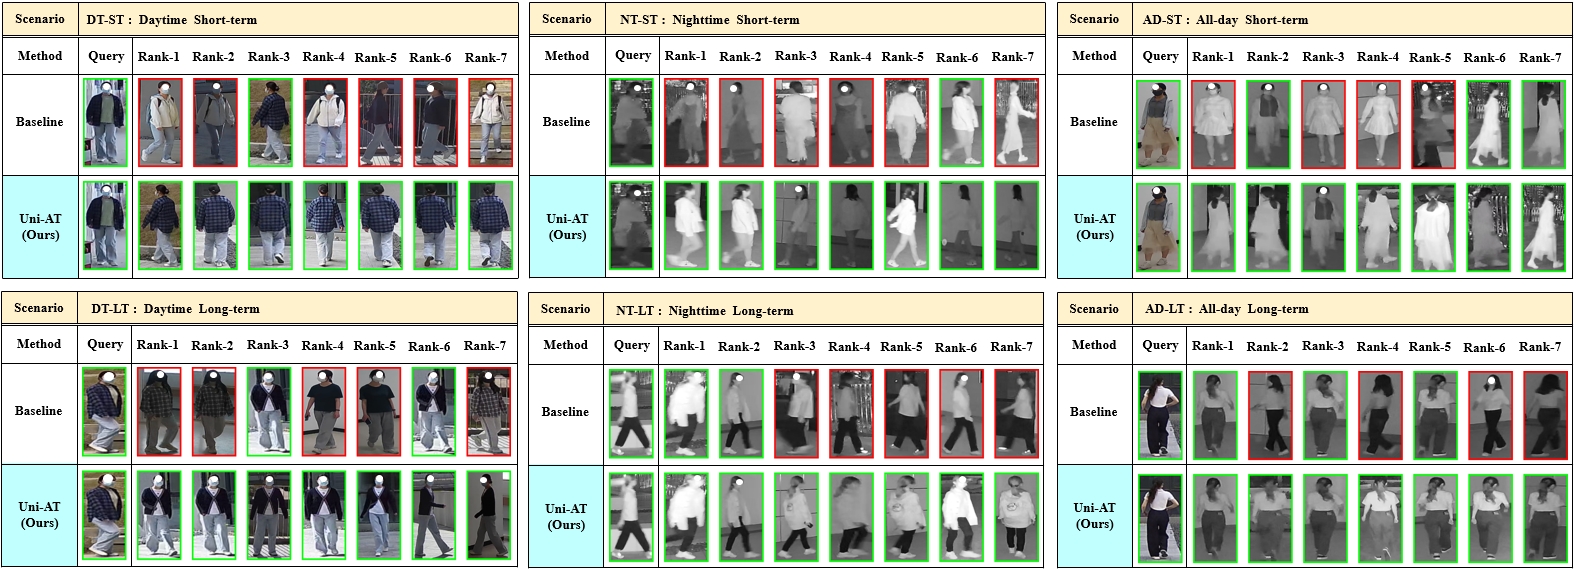 Scenario DT-ST : Daytime Short-term
Method Query Rank-1 Rank-2 Rank-3 Rank-4 Rank-5 Rank-6 Rank-7
Baseline
Uni-AT
(Ours)
Scenario NT-ST : Nighttime Short-term
Method Query Rank-1 Rank-2 Rank-3 Rank-4 Rank-5 Rank-6 Rank-7
Baseline
Uni-AT
(Ours)
Scenario AD-ST : All-day Short-term
Method Query Rank-1 Rank-2 Rank-3 Rank-4 Rank-5 Rank-6 Rank-7
Baseline
Uni-AT
(Ours)
Scenario DT-LT : Daytime Long-term
Method Query Rank-1 Rank-2 Rank-3 Rank-4 Rank-5 Rank-6 Rank-7
Baseline
Uni-AT
(Ours)
Scenario NT-LT : Nighttime Long-term
Method Query Rank-1 Rank-2 Rank-3 Rank-4 Rank-5 Rank-6 Rank-7
Baseline
Uni-AT
(Ours)
Scenario AD-LT : All-day Long-term
Method Query Rank-1 Rank-2 Rank-3 Rank-4 Rank-5 Rank-6 Rank-7
Baseline
Uni-AT
(Ours)